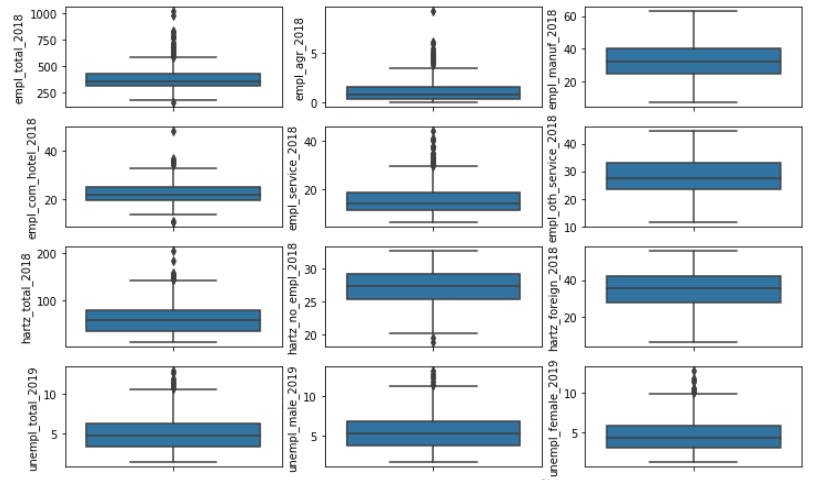 empl_total_2018
1000
750
500
250
empl_agr_2018
5
0
empl_manuf_2018
60
40
20
empl_com_hotel_2018
40
20
empl_service_2018
40
20
empl_oth_service_2018
40
30
20
10
hartz_total_2018
200
100
hartz_no_empl_2018
30
25
20
hartz_foreign_2018
40
20
unempl_total_2019
10
5
unempl_male_2019
10
5
unempl_female_2019
10
5